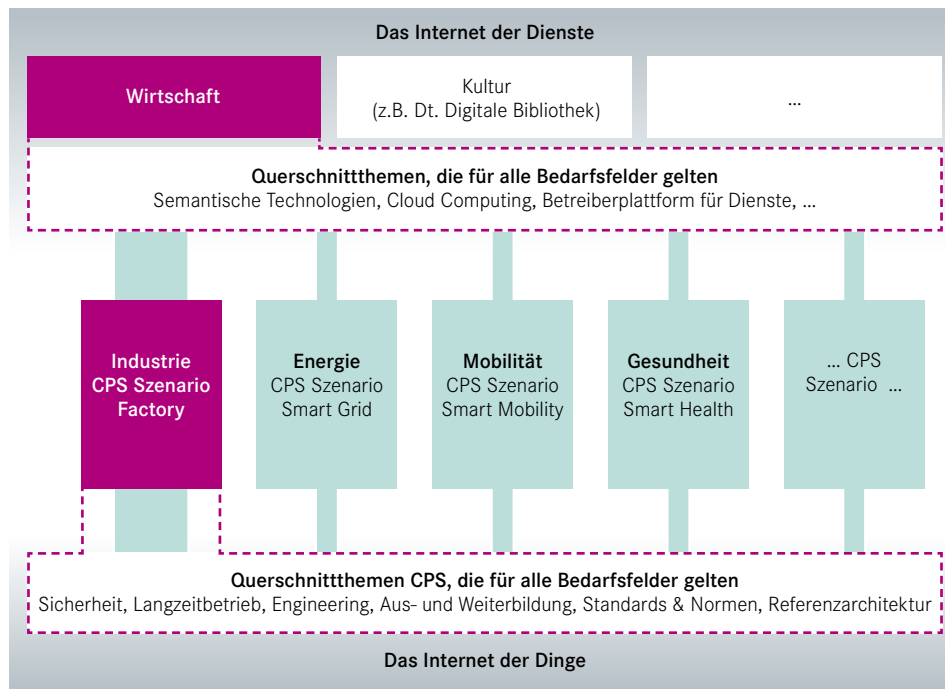 Das Internet der Dienste
Wirtschaft
Kultur
(z.B. Dt. Digitale Bibliothek)
...
Querschnittthemen, die für alle Bedarfsfelder gelten
Semantische Technologien, Cloud Computing, Betreiberplattform für Dienste, ...
Industrie
CPS Szenario
Factory
Energie
CPS Szenario
Smart Grid
Mobilität
CPS Szenario
Smart Mobility
Gesundheit
CPS Szenario
Smart Health
... CPS
Szenario ...
Querschnittthemen CPS, die für alle Bedarfsfelder gelten
Sicherheit, Langzeitbetrieb, Engineering, Aus- und Weiterbildung, Standards & Normen, Referenzarchitektur
Das Internet der Dinge